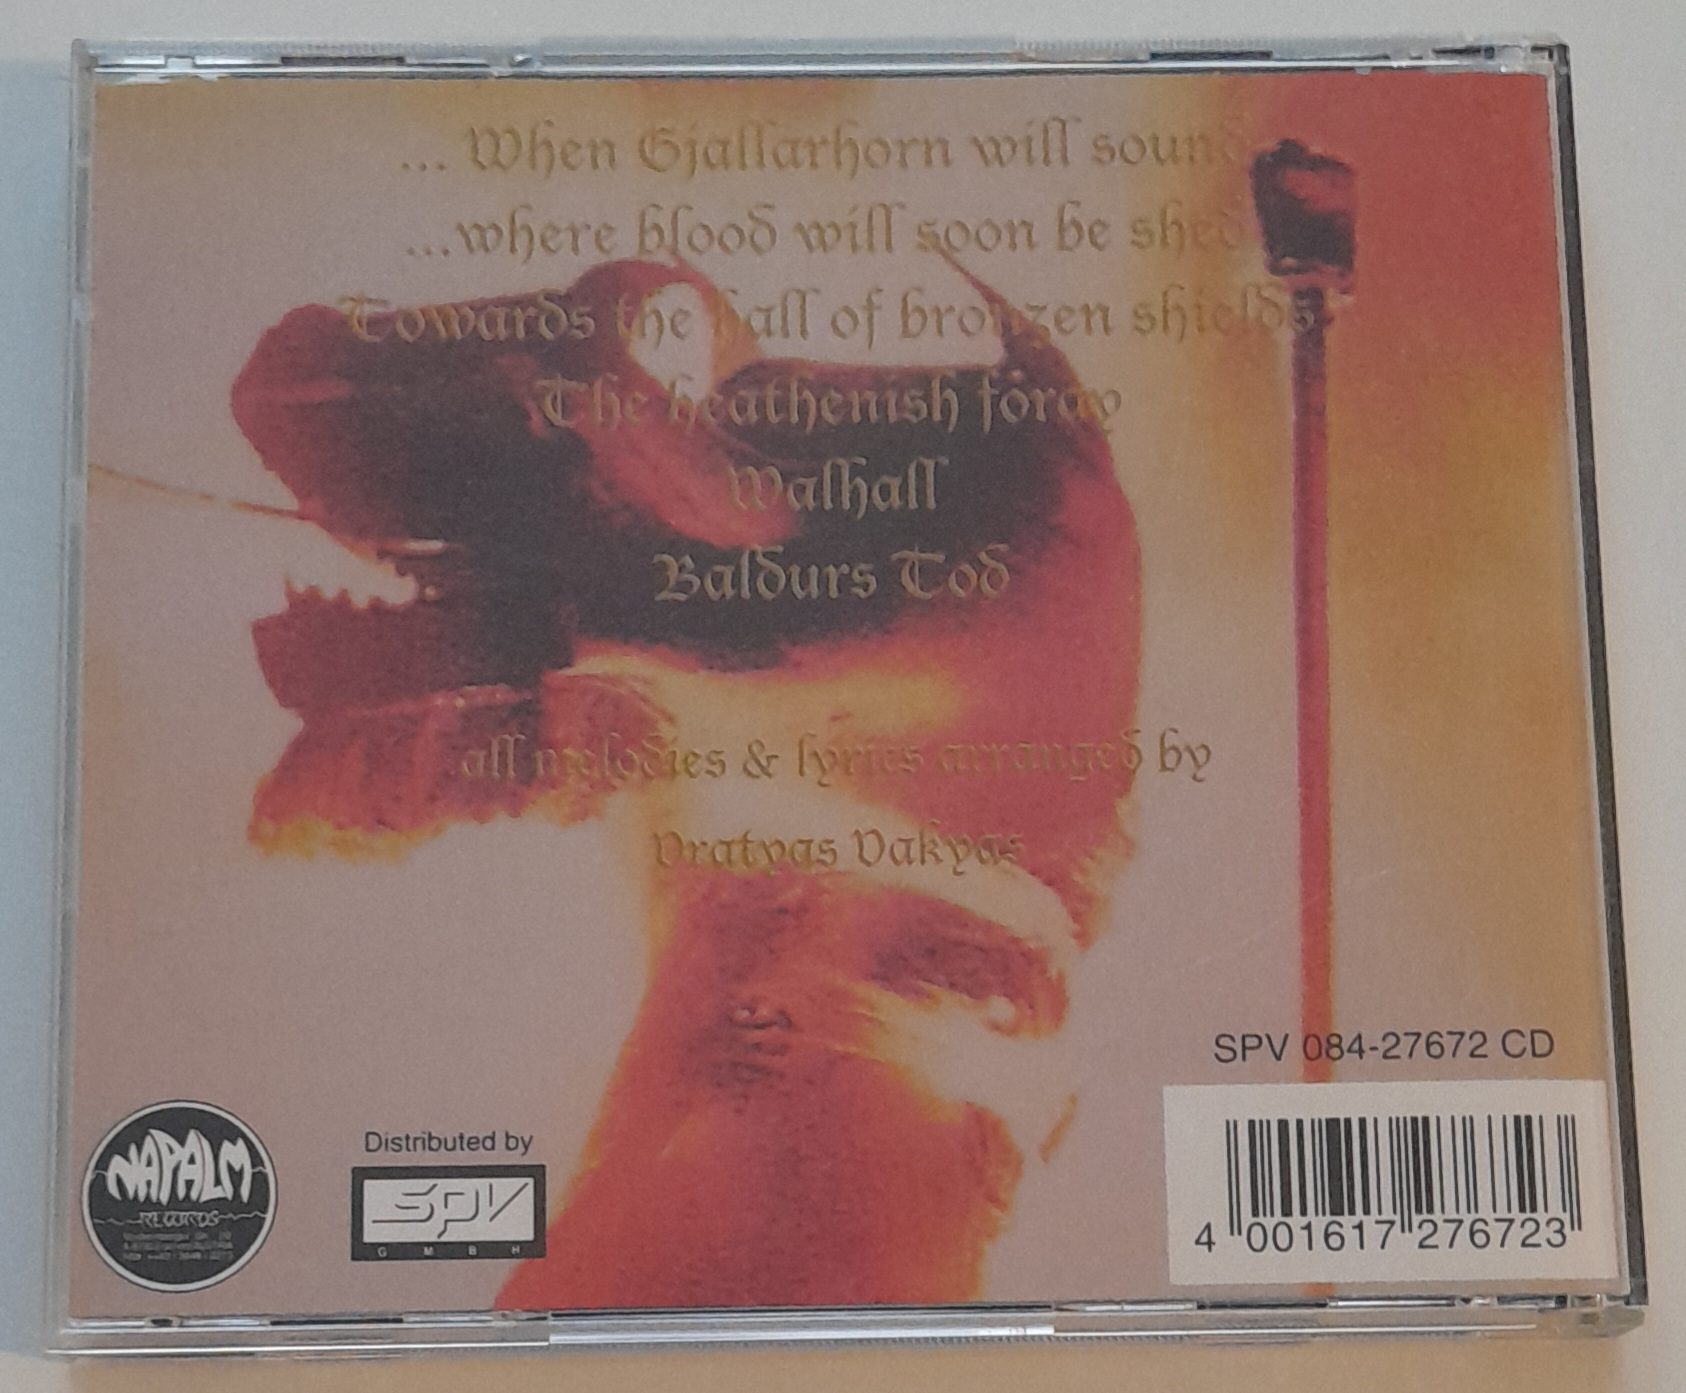 ... When Gjallarhorn will sound
...where blood will soon be shed
Towards the hall of bronzen shields
The heathenish foray
Walhall
Baldurs Tod
all melodies & lyrics arranged by
Vratyas Vakyas
SPV 084-27672 CD
NAPALM
RECORDS
Distributed by
SPV
GMBH
4 001617 276723